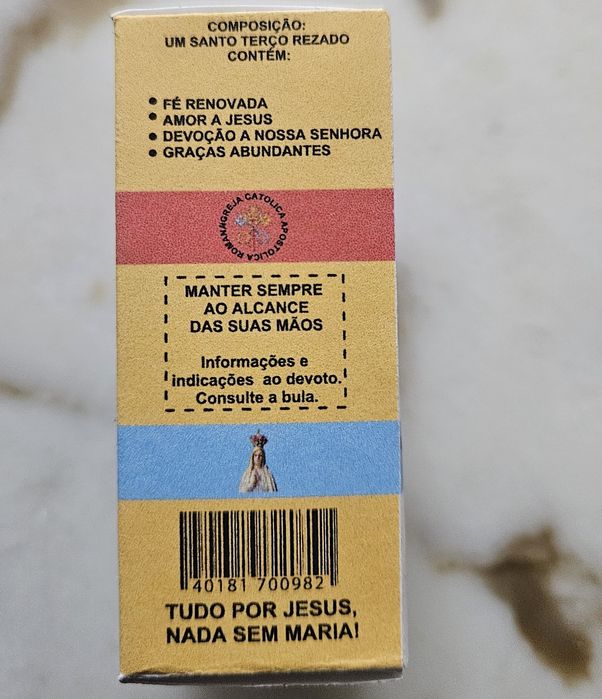 COMPOSIÇÃO:
UM SANTO TERÇO REZADO
CONTÉM:
• FÉ RENOVADA
• AMOR A JESUS
• DEVOÇÃO A NOSSA SENHORA
• GRAÇAS ABUNDANTES
IGREJA CATOLICA APOSTOLICA ROMANA
MANTER SEMPRE
AO ALCANCE
DAS SUAS MÃOS
Informações e
indicações ao devoto.
Consulte a bula.
40181 700982
TUDO POR JESUS,
NADA SEM MARIA!